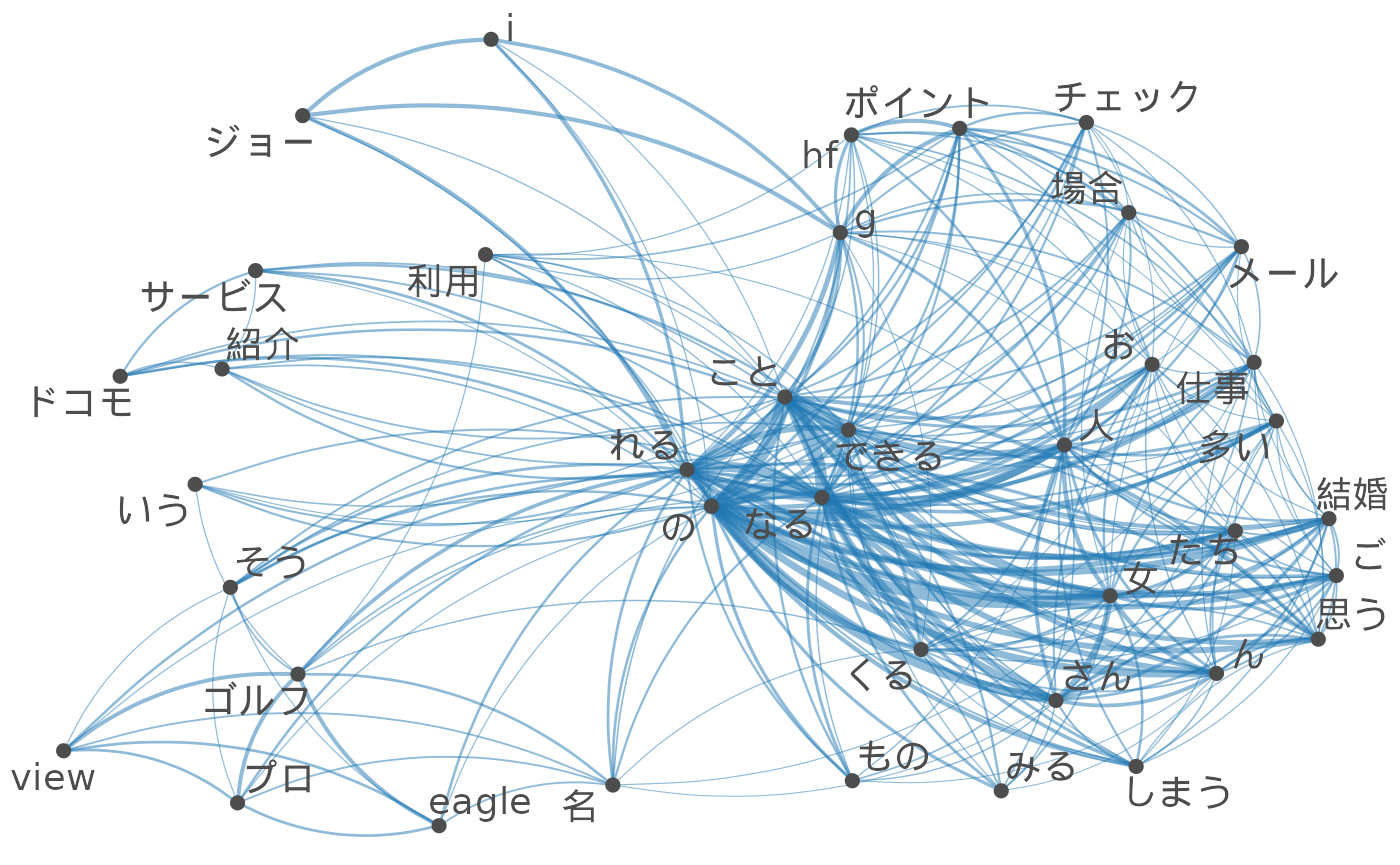 i
ポイント
チェック
ジョー
hf
場合
g
メール
利用
サービス
紹介
お
こと
仕事
ドコモ
人
れる
できる
多い
結婚
いう
の
なる
たち
ご
そう
女
思う
ん
くる
さん
ゴルフ
もの
みる
view
プロ
しまう
eagle
名